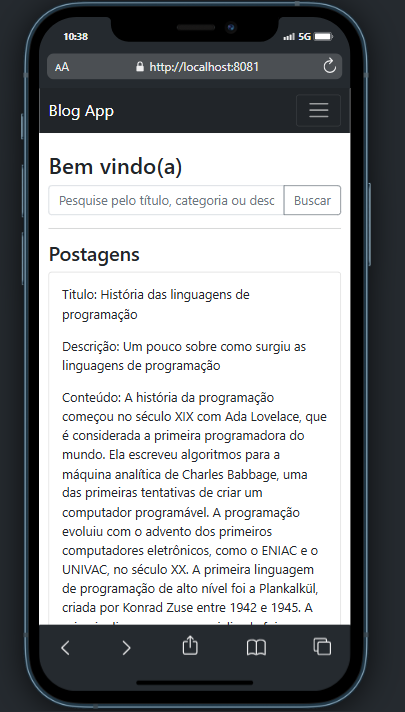 10:38
5G
AA
http://localhost:8081
Blog App
Bem vindo(a)
Pesquise pelo título, categoria ou desc
Buscar
Postagens
Titulo: História das linguagens de
programação
Descrição: Um pouco sobre como surgiu as
linguagens de programação
Conteúdo: A história da programação
começou no século XIX com Ada Lovelace, que
é considerada a primeira programadora do
mundo. Ela escreveu algoritmos para a
máquina analítica de Charles Babbage, uma
das primeiras tentativas de criar um
computador programável. A programação
evoluiu com o advento dos primeiros
computadores eletrônicos, como o ENIAC e o
UNIVAC, no século XX. A primeira linguagem
de programação de alto nível foi a Plankalkül,
criada por Konrad Zuse entre 1942 e 1945. A